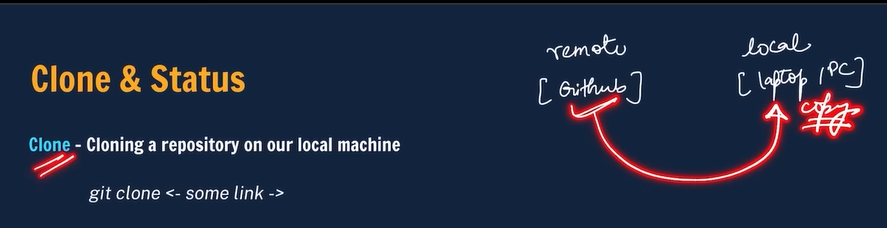 Clone & Status
remote
[ Github ]
local
[ laptop / PC ]
copy
Clone - Cloning a repository on our local machine
git clone <- some link ->